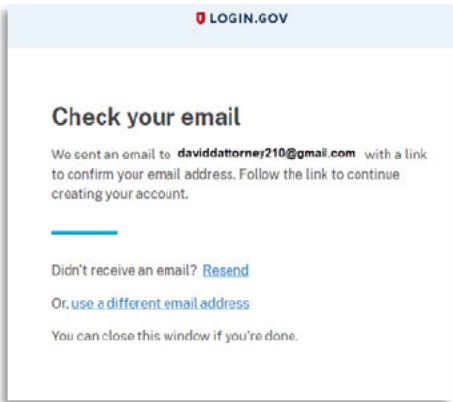 LOGIN.GOV
Check your email
We sent an email to daviddattorney210@gmail.com with a link
to confirm your email address. Follow the link to continue
creating your account.
Didn't receive an email? Resend
Or, use a different email address
You can close this window if you're done.